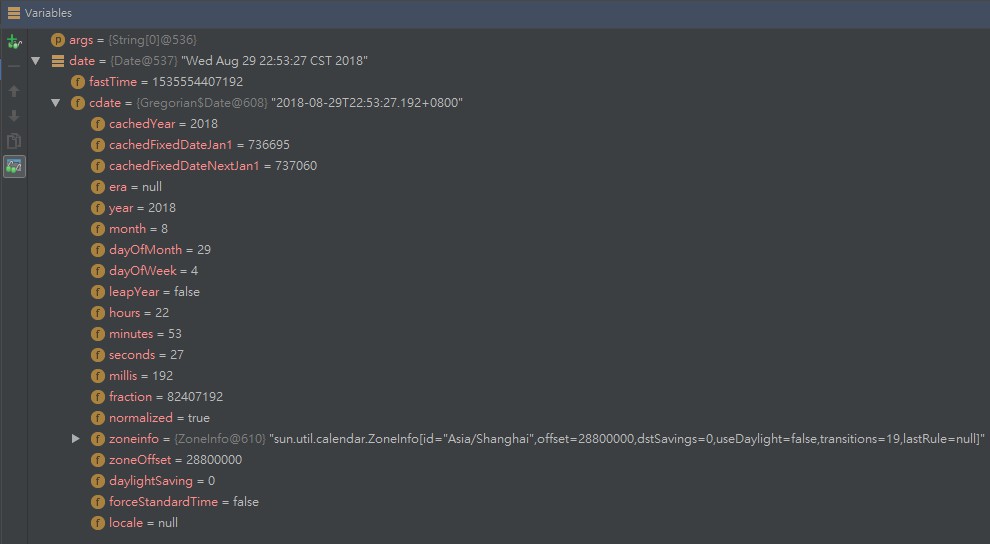 Variables
p args = {String[0]@536}
date = {Date@537} "Wed Aug 29 22:53:27 CST 2018"
f fastTime = 1535554407192
f cdate = {Gregorian$Date@608} "2018-08-29T22:53:27.192+0800"
f cachedYear = 2018
f cachedFixedDateJan1 = 736695
f cachedFixedDateNextJan1 = 737060
f era = null
f year = 2018
f month = 8
f dayOfMonth = 29
f dayOfWeek = 4
f leapYear = false
f hours = 22
f minutes = 53
f seconds = 27
f millis = 192
f fraction = 82407192
f normalized = true
f zoneinfo = {ZoneInfo@610} "sun.util.calendar.ZoneInfo[id="Asia/Shanghai",offset=28800000,dstSavings=0,useDaylight=false,transitions=19,lastRule=null]"
f zoneOffset = 28800000
f daylightSaving = 0
f forceStandardTime = false
f locale = null